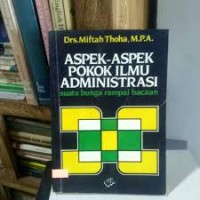 Drs. Miftah Thoha, M.P.A.
ASPEK-ASPEK
POKOK ILMU
ADMINISTRASI
suatu bunga rampai bacaan